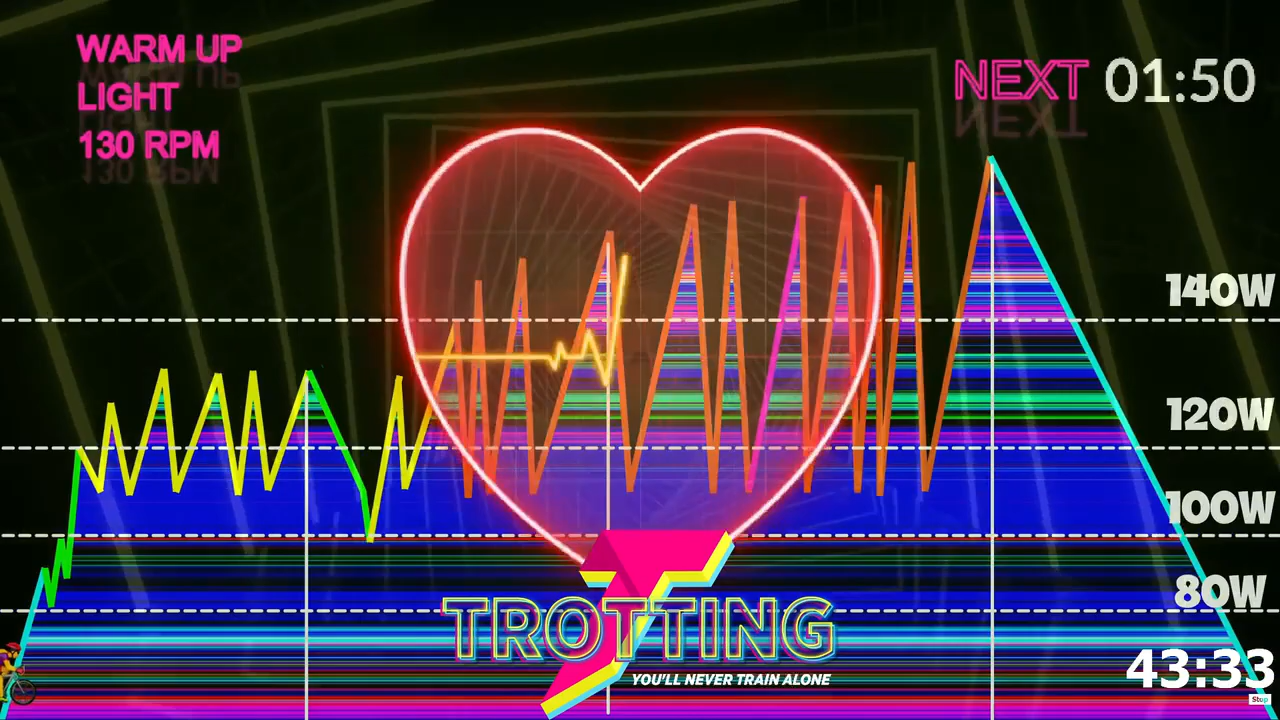 WARM UP
LIGHT
130 RPM
NEXT 01:50
140W
120W
100W
80W
TROTTING
YOU'LL NEVER TRAIN ALONE
43:33
Stop